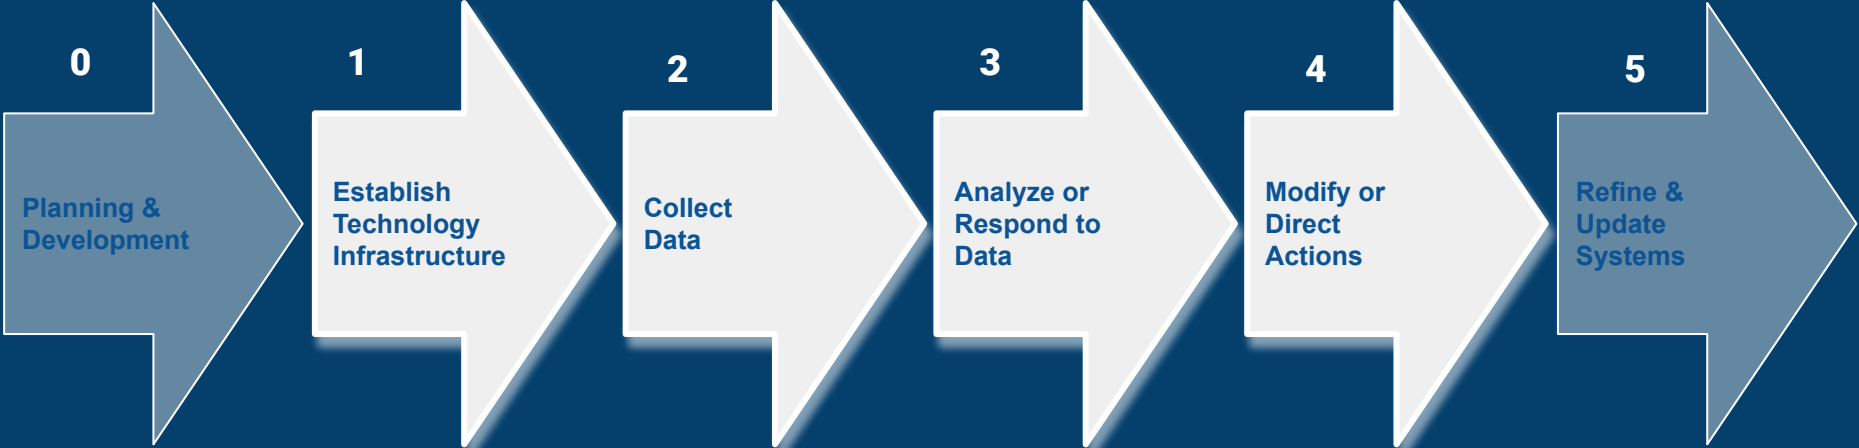 0
Planning &
Development
1
Establish
Technology
Infrastructure
2
Collect
Data
3
Analyze or
Respond to
Data
4
Modify or
Direct
Actions
5
Refine &
Update
Systems